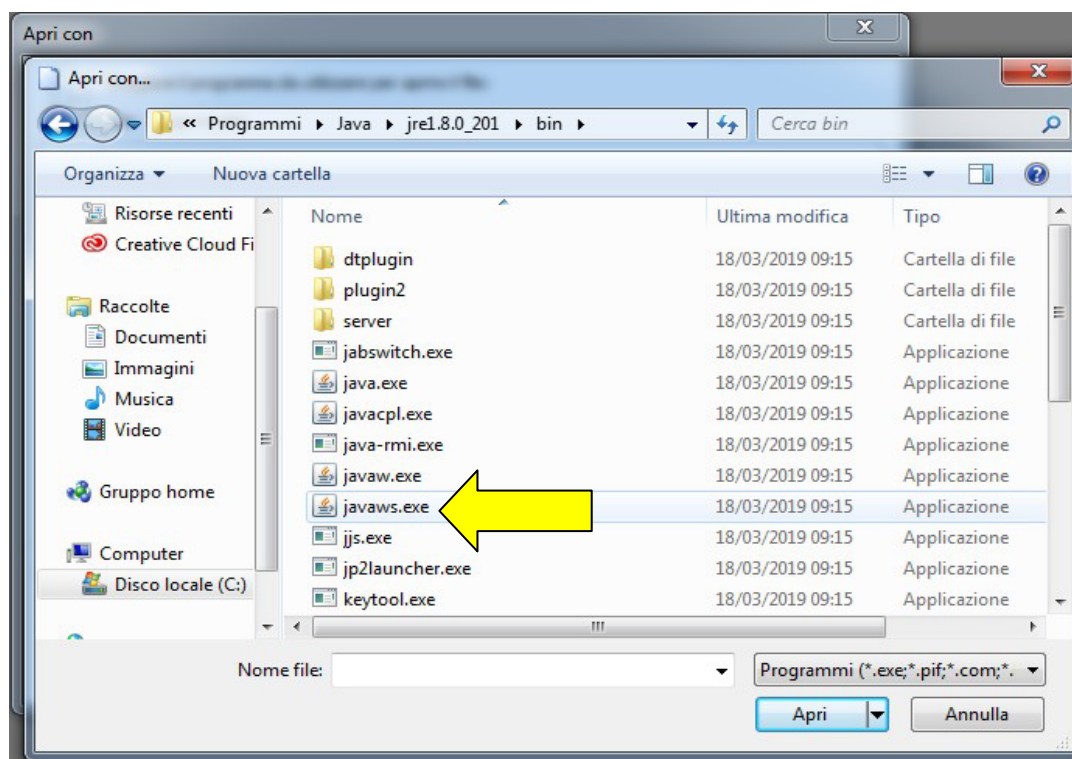 Apri con
Apri con...
« Programmi ▸ Java ▸ jre1.8.0_201 ▸ bin ▸
Cerca bin
Organizza
Nuova cartella
Risorse recenti
Creative Cloud Fi
Raccolte
Documenti
Immagini
Musica
Video
Gruppo home
Computer
Disco locale (C:)
Nome Ultima modifica Tipo
dtplugin 18/03/2019 09:15 Cartella di file
plugin2 18/03/2019 09:15 Cartella di file
server 18/03/2019 09:15 Cartella di file
jabswitch.exe 18/03/2019 09:15 Applicazione
java.exe 18/03/2019 09:15 Applicazione
javacpl.exe 18/03/2019 09:15 Applicazione
java-rmi.exe 18/03/2019 09:15 Applicazione
javaw.exe 18/03/2019 09:15 Applicazione
javaws.exe 18/03/2019 09:15 Applicazione
jjs.exe 18/03/2019 09:15 Applicazione
jp2launcher.exe 18/03/2019 09:15 Applicazione
keytool.exe 18/03/2019 09:15 Applicazione
Nome file:
Programmi (*.exe;*.pif;*.com;*.
Apri
Annulla